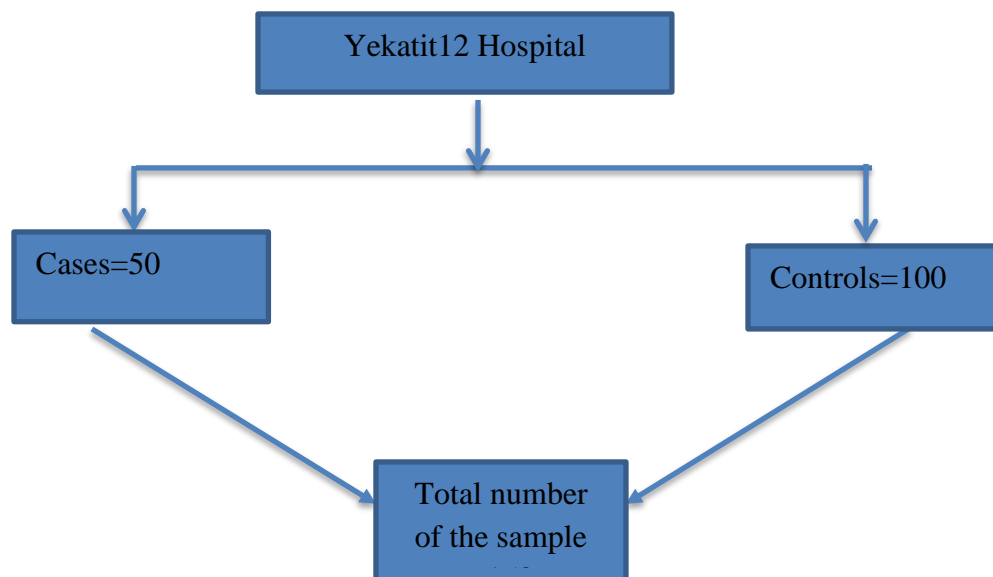 Yekatit12 Hospital
Cases=50
Controls=100
Total number
of the sample